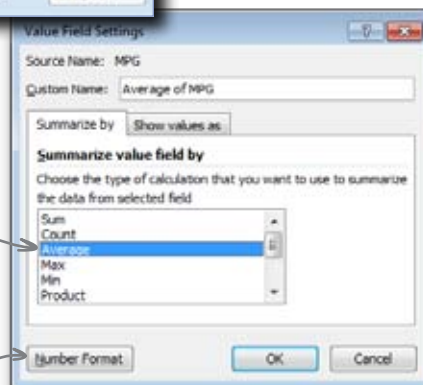 Value Field Settings
Source Name: MPG
Custom Name: Average of MPG
Summarize by Show values as
Summarize value field by
Choose the type of calculation that you want to use to summarize
the data from selected field
Sum
Count
Average
Max
Min
Product
Number Format OK Cancel